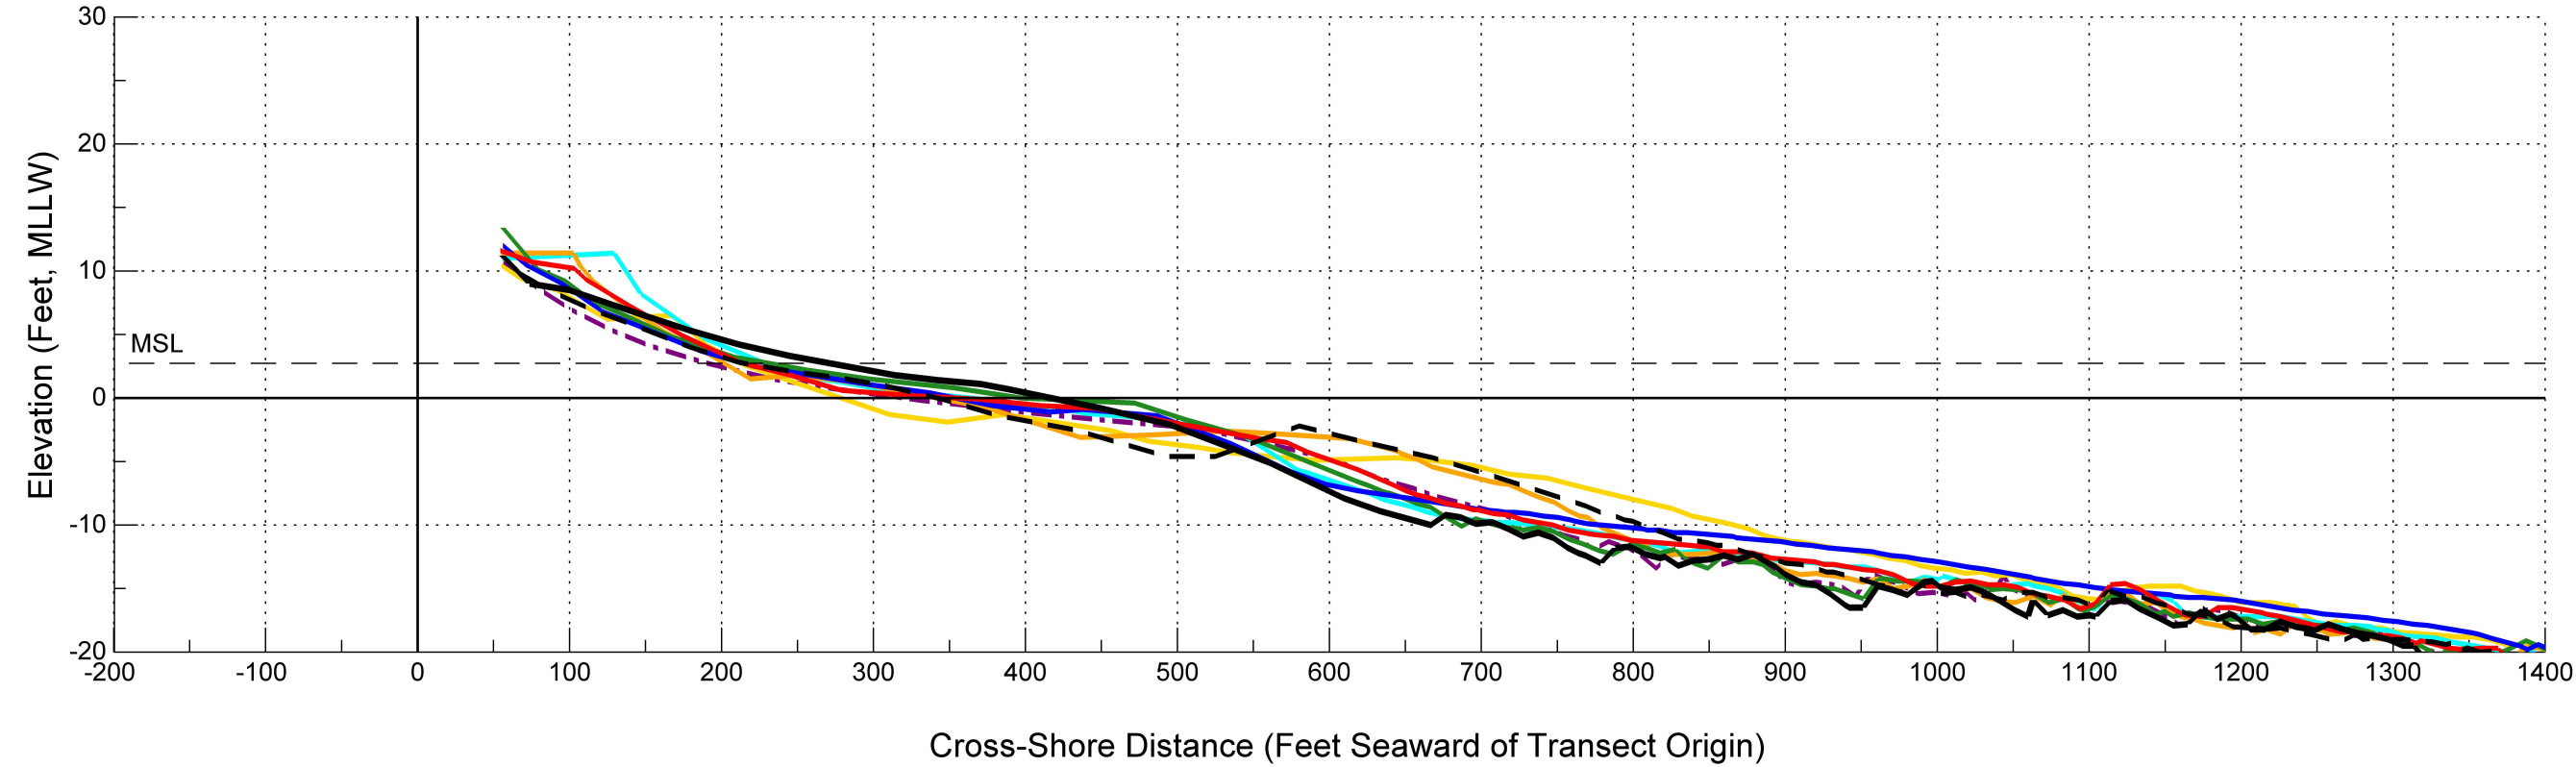 30
20
10
0
-10
-20
Elevation (Feet, MLLW)
MSL
-200 -100 0 100 200 300 400 500 600 700 800 900 1000 1100 1200 1300 1400
Cross-Shore Distance (Feet Seaward of Transect Origin)